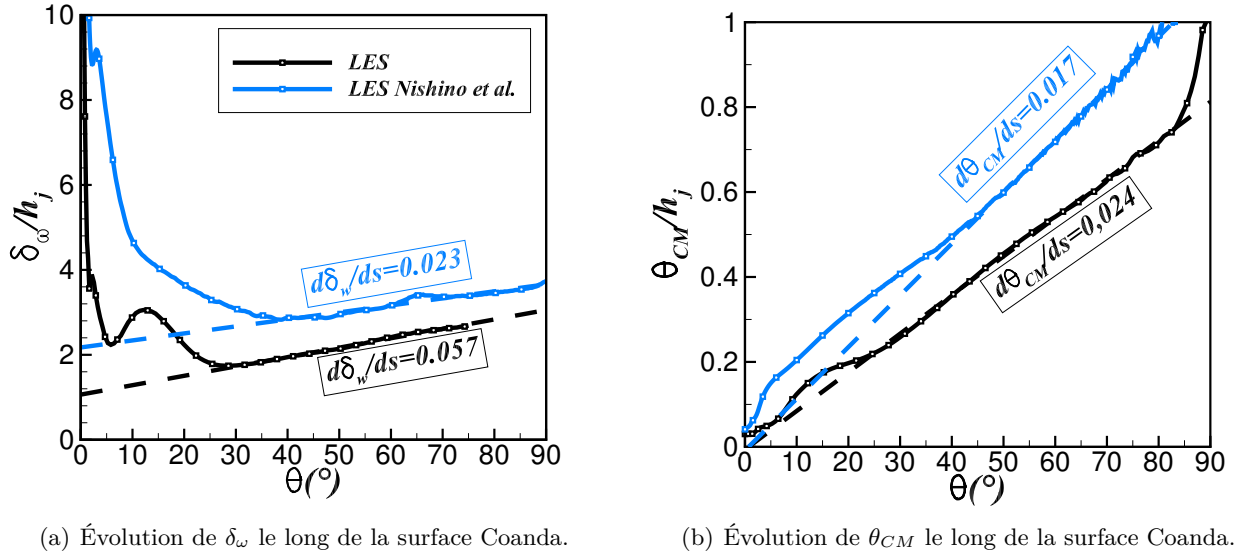 10
8
6
4
2
0
δω/hj
LES
LES Nishino et al.
dδw/ds=0.023
dδw/ds=0.057
0 10 20 30 40 50 60 70 80 90
θ(°)
(a) Évolution de δω le long de la surface Coanda.
1
0.8
0.6
0.4
0.2
0
θCM/hj
dθCM/ds=0.017
dθCM/ds=0,024
0 10 20 30 40 50 60 70 80 90
θ(°)
(b) Évolution de θCM le long de la surface Coanda.